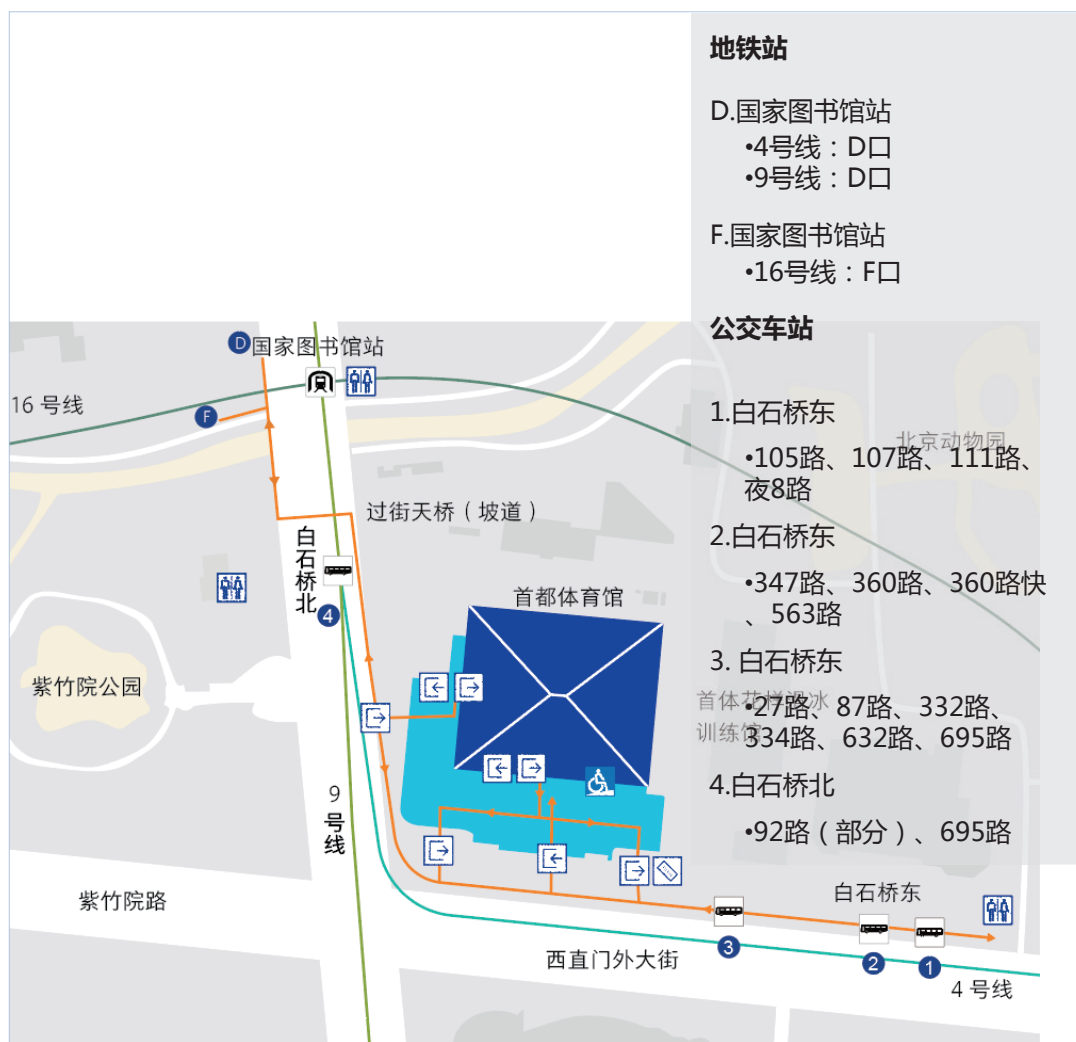 地铁站
D.国家图书馆站
•4号线：D口
•9号线：D口
F.国家图书馆站
•16号线：F口
公交车站
1.白石桥东
•105路、107路、111路、
夜8路
2.白石桥东
•347路、360路、360路快
、563路
3. 白石桥东
•27路、87路、332路、
334路、632路、695路
4.白石桥北
•92路（部分）、695路
D
国家图书馆站
16 号线
F
北京动物园
过街天桥（坡道）
白石桥北
4
首都体育馆
紫竹院公园
首体花样滑冰
训练馆
9号线
紫竹院路
白石桥东
西直门外大街
3
2
1
4 号线